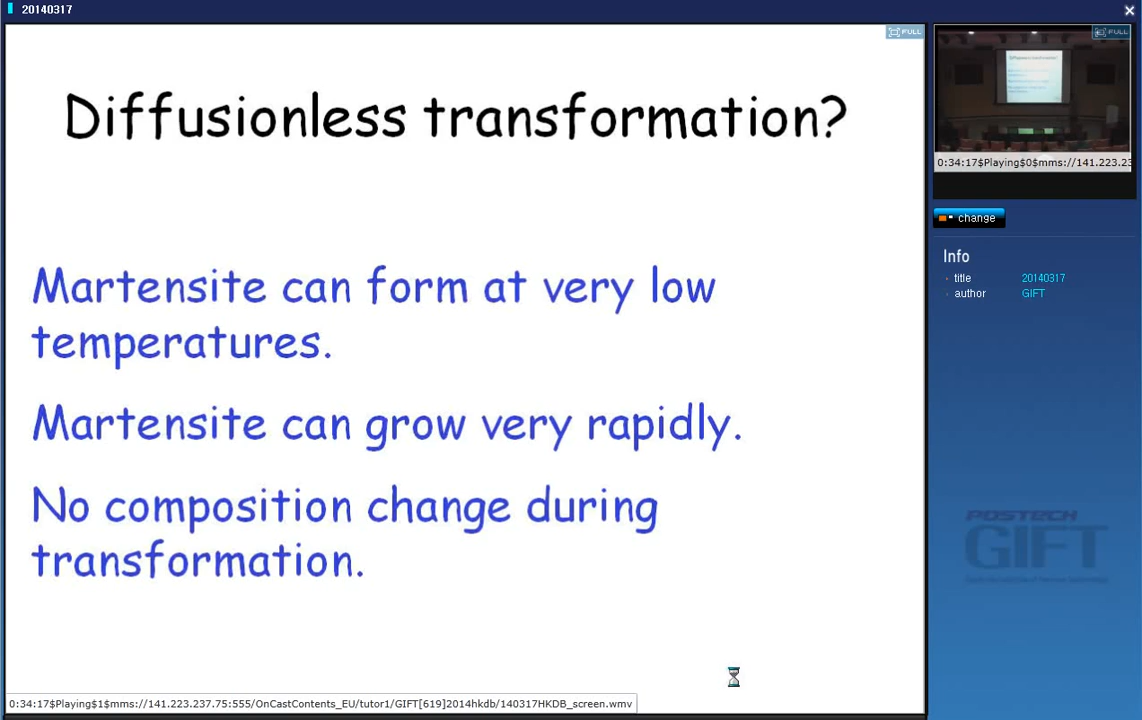 20140317
FULL
Diffusionless transformation?
Martensite can form at very low
temperatures.
Martensite can grow very rapidly.
No composition change during
transformation.
0:34:17$Playing$1$mms://141.223.237.75:555/OnCastContents_EU/tutor1/GIFT[619]2014hkdb/140317HKDB_screen.wmv
FULL
0:34:17$Playing$0$mms://141.223.23
change
Info
title 20140317
author GIFT
POSTECH
GIFT